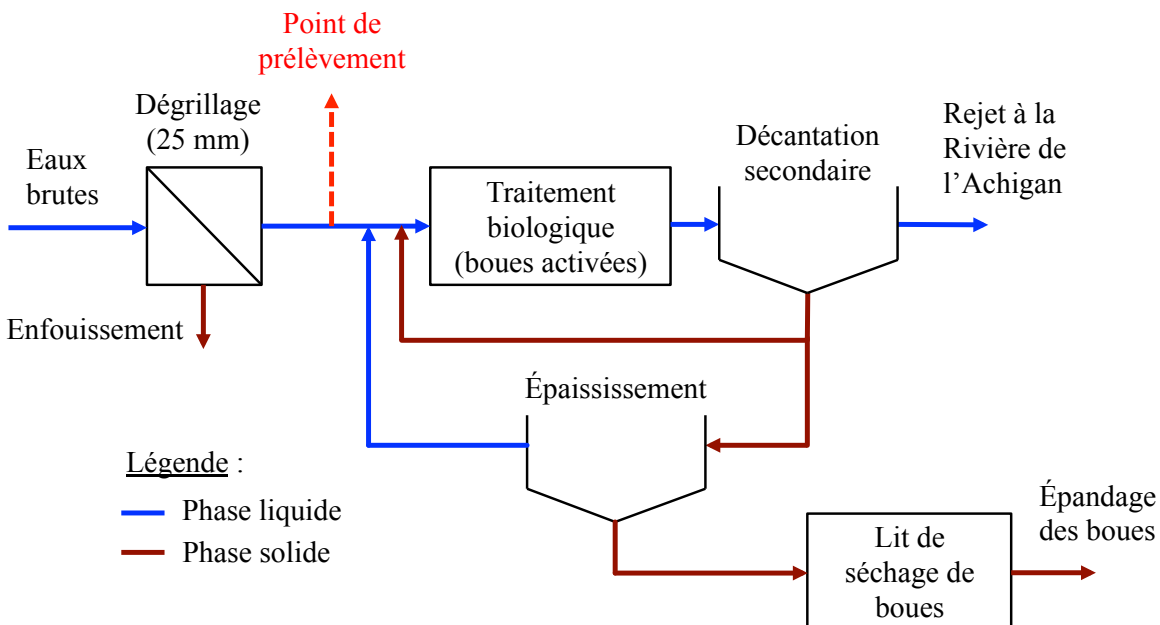 Point de
prélèvement
Dégrillage
(25 mm)
Eaux
brutes
Enfouissement
Traitement
biologique
(boues activées)
Décantation
secondaire
Rejet à la
Rivière de
l’Achigan
Épaississement
Légende :
Phase liquide
Phase solide
Lit de
séchage de
boues
Épandage
des boues